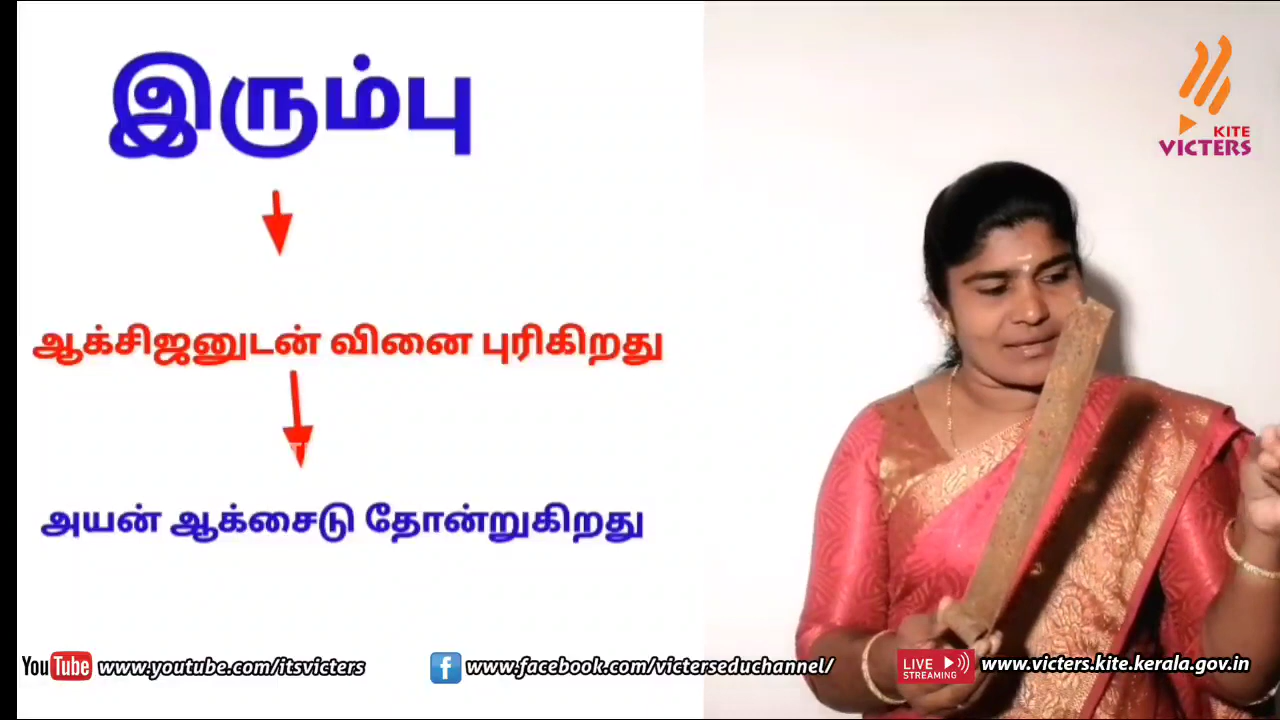 இரும்பு
KITE
VICTERS
ஆக்சிஜனுடன் வினை புரிகிறது
அயன் ஆக்சைடு தோன்றுகிறது
YouTube www.youtube.com/itsvicters
f www.facebook.com/victerseduchannel/
LIVE STREAMING www.victers.kite.kerala.gov.in